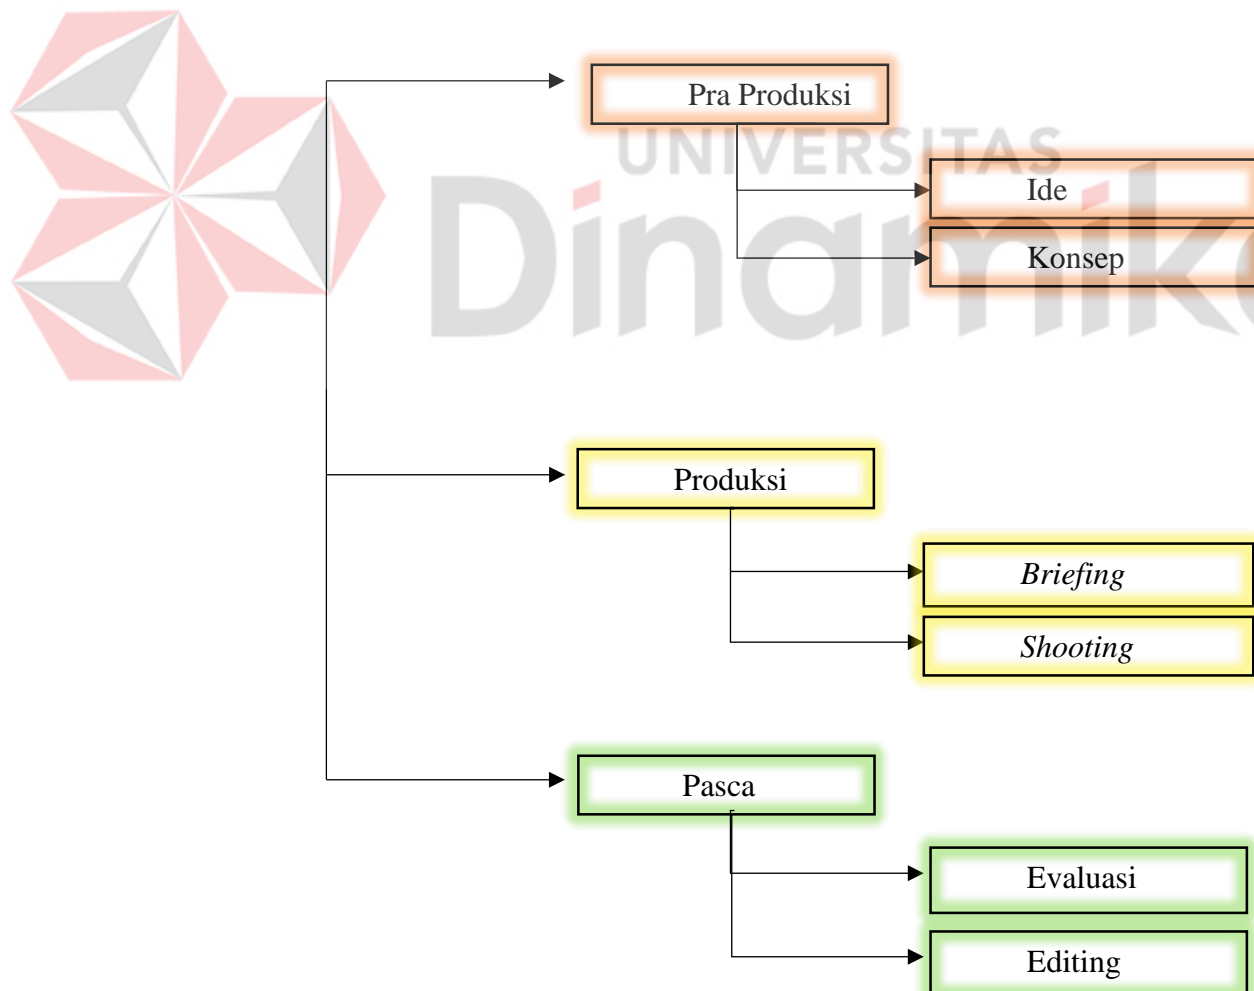 Pra Produksi
UNIVERSITAS
Ide
Dinamika
Konsep
Produksi
Briefing
Shooting
Pasca
Evaluasi
Editing